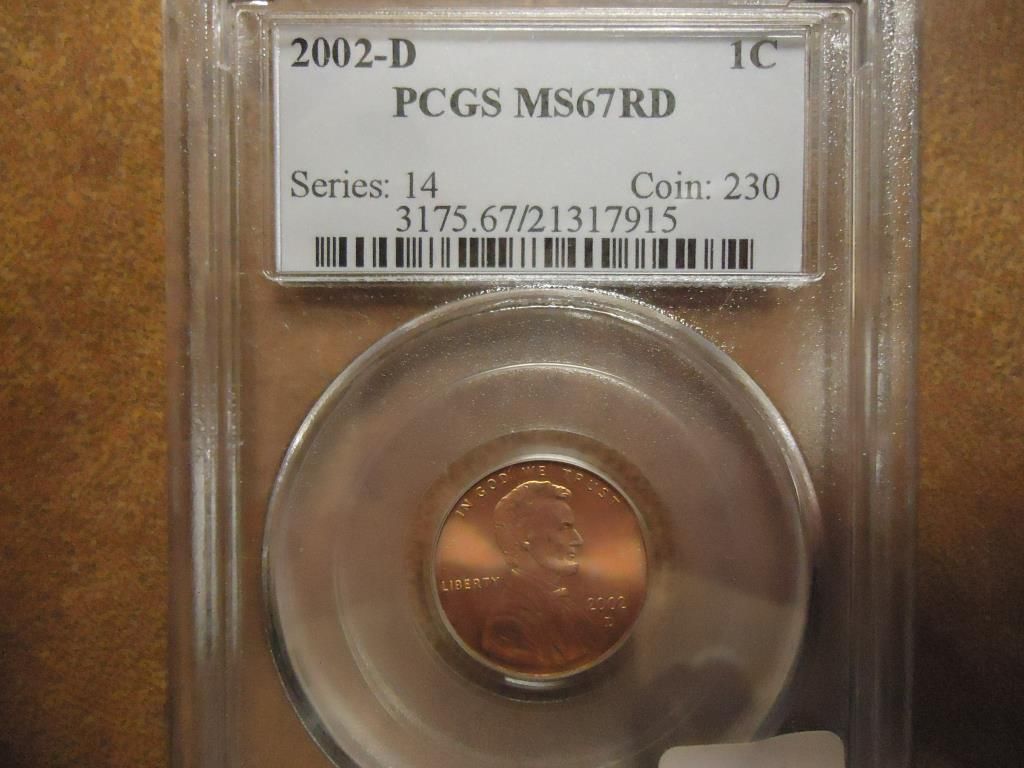 2002-D 1C
PCGS MS67RD
Series: 14 Coin: 230
3175.67/21317915
IN GOD WE TRUST
LIBERTY
2002
D